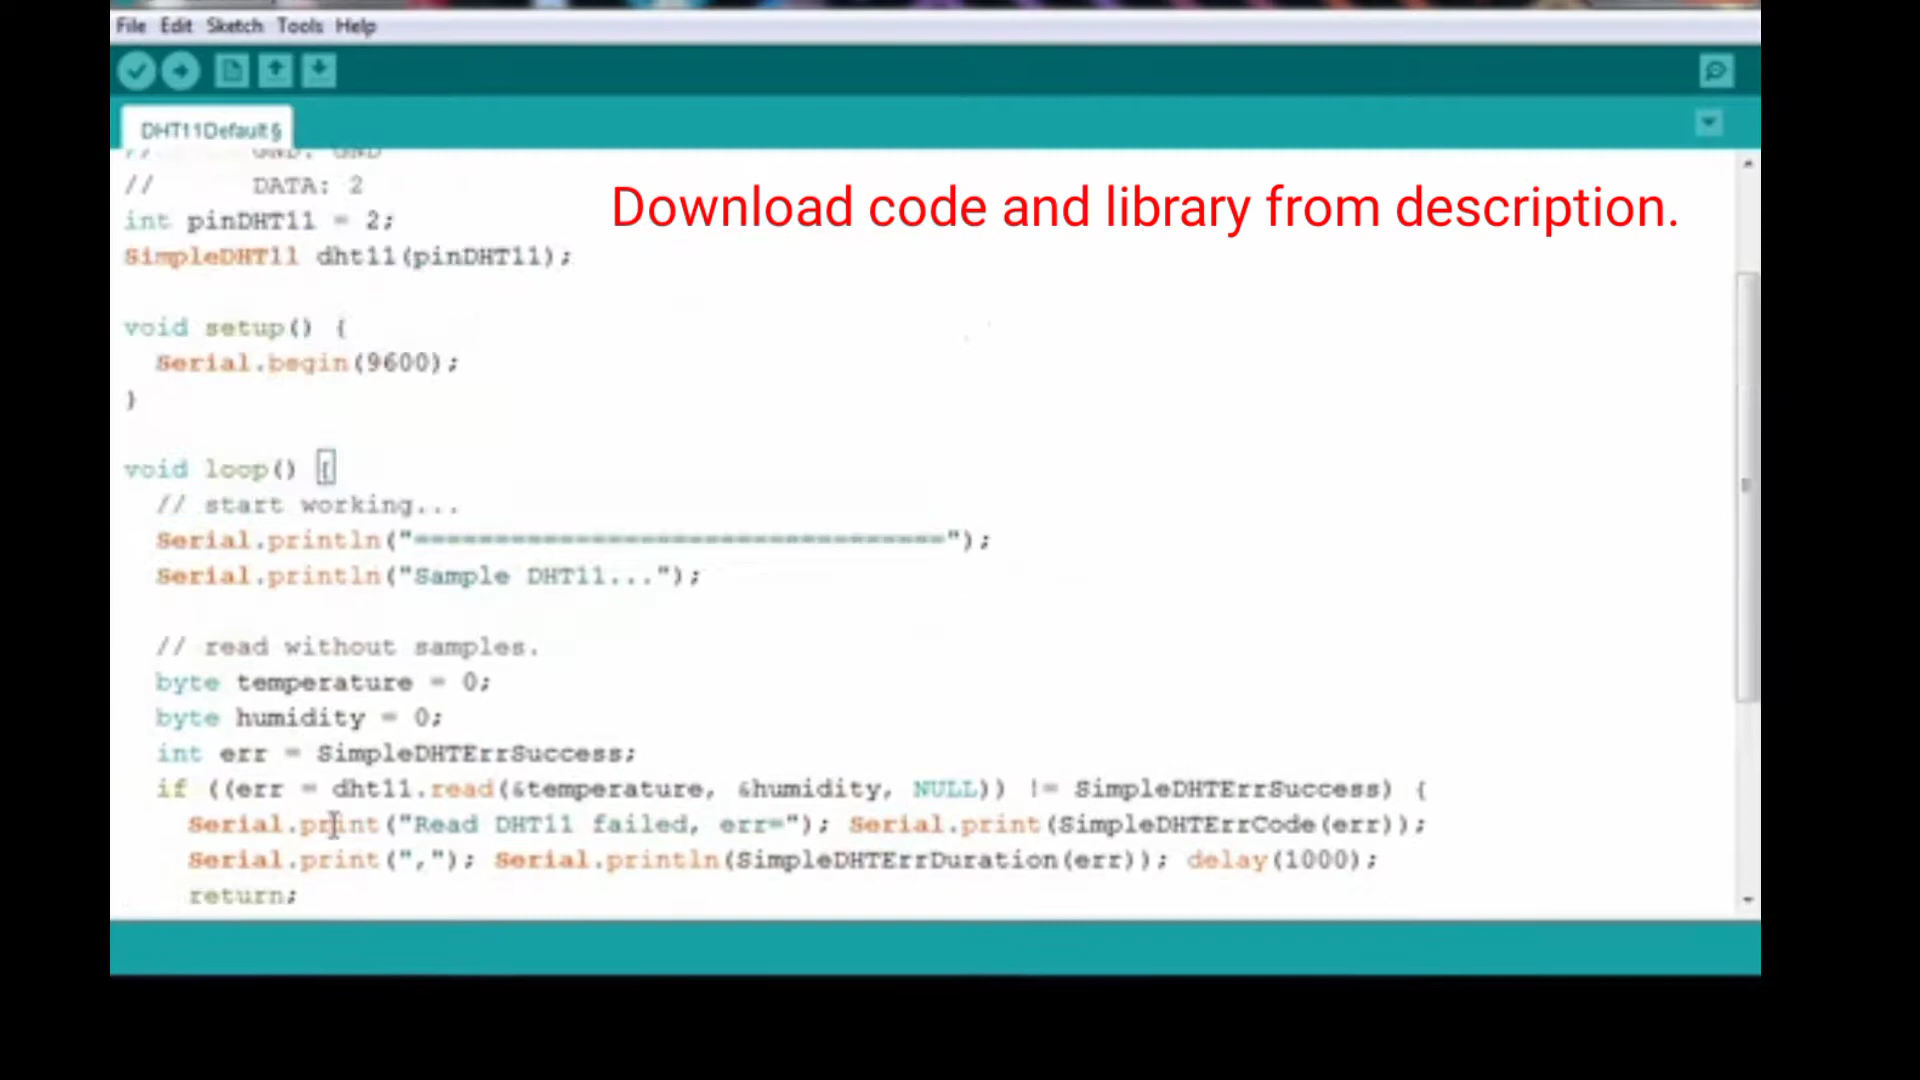 File Edit Sketch Tools Help
DHT11Default§
// GND: GND
// DATA: 2
Download code and library from description.
int pinDHT11 = 2;
SimpleDHT11 dht11(pinDHT11);
void setup() {
Serial.begin(9600);
}
void loop() {
// start working...
Serial.println("=================================");
Serial.println("Sample DHT11...");
// read without samples.
byte temperature = 0;
byte humidity = 0;
int err = SimpleDHTErrSuccess;
if ((err = dht11.read(&temperature, &humidity, NULL)) != SimpleDHTErrSuccess) {
Serial.print("Read DHT11 failed, err="); Serial.print(SimpleDHTErrCode(err));
Serial.print(","); Serial.println(SimpleDHTErrDuration(err)); delay(1000);
return;